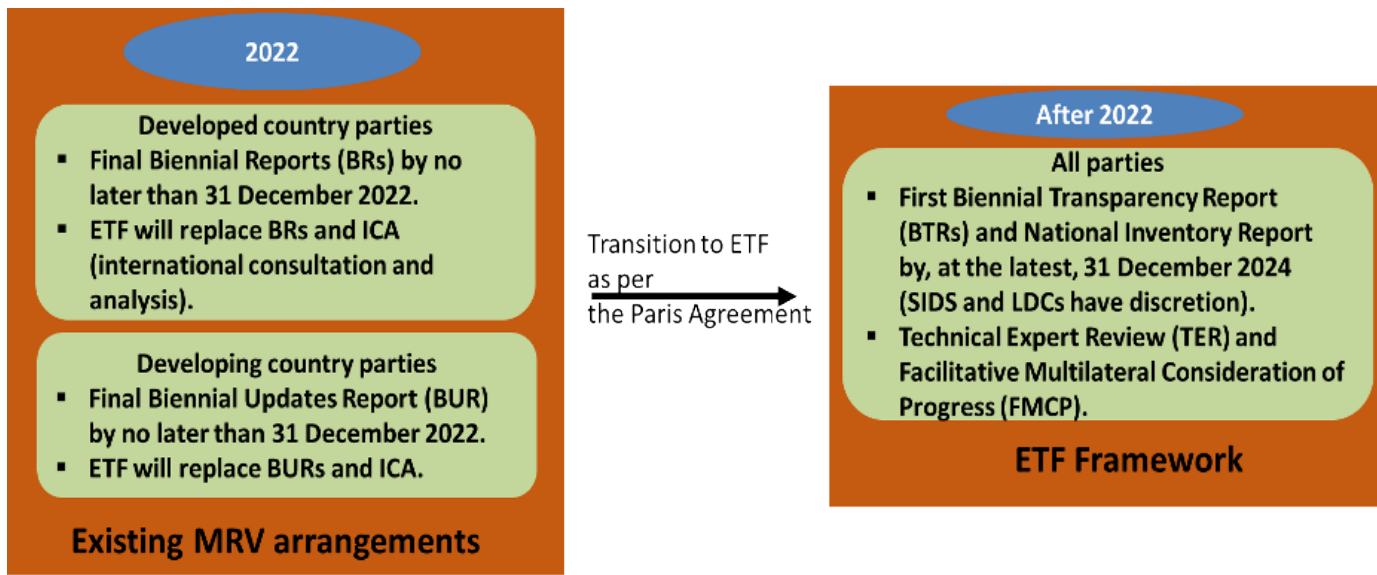 2022
Developed country parties
▪ Final Biennial Reports (BRs) by no
later than 31 December 2022.
▪ ETF will replace BRs and ICA
(international consultation and
analysis).
Developing country parties
▪ Final Biennial Updates Report (BUR)
by no later than 31 December 2022.
▪ ETF will replace BURs and ICA.
Existing MRV arrangements
Transition to ETF
as per
the Paris Agreement
After 2022
All parties
▪ First Biennial Transparency Report
(BTRs) and National Inventory Report
by, at the latest, 31 December 2024
(SIDS and LDCs have discretion).
▪ Technical Expert Review (TER) and
Facilitative Multilateral Consideration of
Progress (FMCP).
ETF Framework